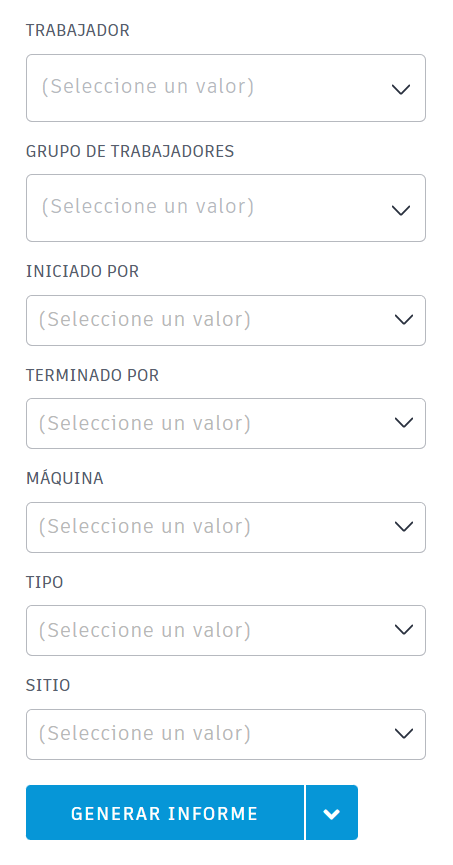 TRABAJADOR
(Seleccione un valor)
GRUPO DE TRABAJADORES
(Seleccione un valor)
INICIADO POR
(Seleccione un valor)
TERMINADO POR
(Seleccione un valor)
MÁQUINA
(Seleccione un valor)
TIPO
(Seleccione un valor)
SITIO
(Seleccione un valor)
GENERAR INFORME